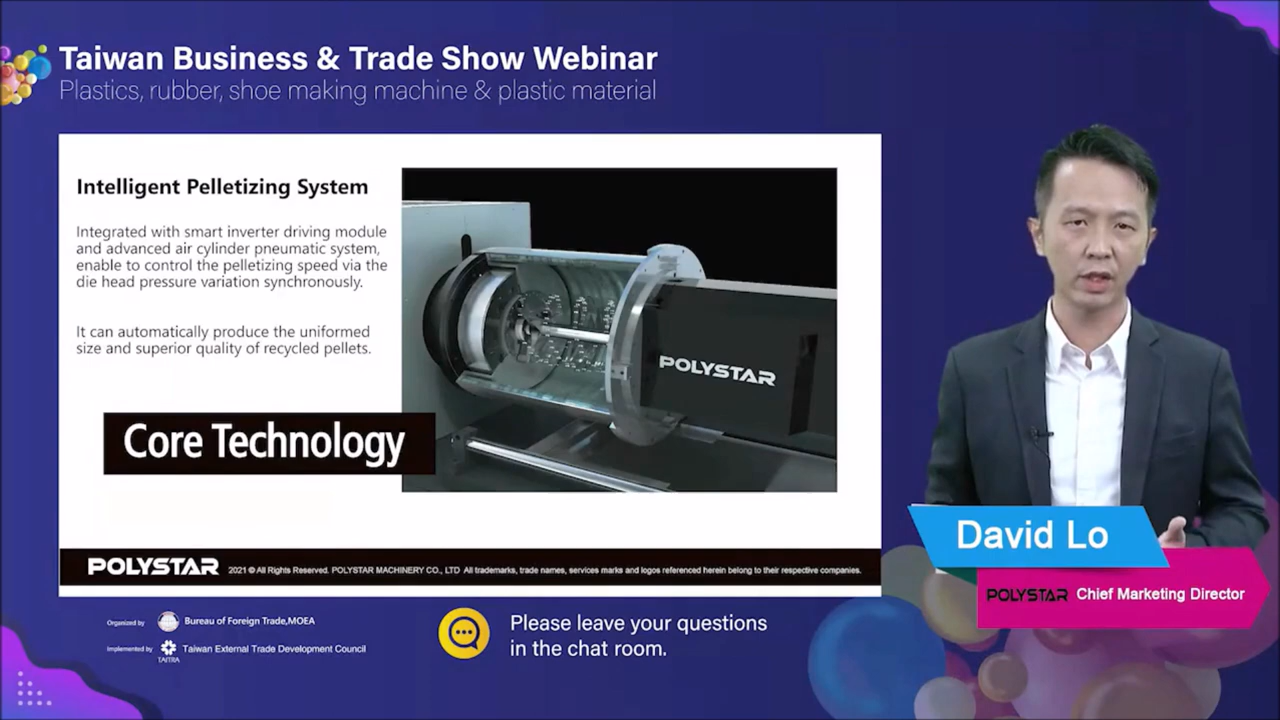 Taiwan Business & Trade Show Webinar
Plastics, rubber, shoe making machine & plastic material
Intelligent Pelletizing System
Integrated with smart inverter driving module
and advanced air cylinder pneumatic system,
enable to control the pelletizing speed via the
die head pressure variation synchronously.
It can automatically produce the uniformed
size and superior quality of recycled pellets.
Core Technology
POLYSTAR
POLYSTAR 2021 © All Rights Reserved. POLYSTAR MACHINERY CO., LTD All trademarks, trade names, services marks and logos referenced herein belong to their respective companies.
David Lo
POLYSTAR Chief Marketing Director
Organized by Bureau of Foreign Trade,MOEA
Implemented by TAITRA Taiwan External Trade Development Council
Please leave your questions
in the chat room.